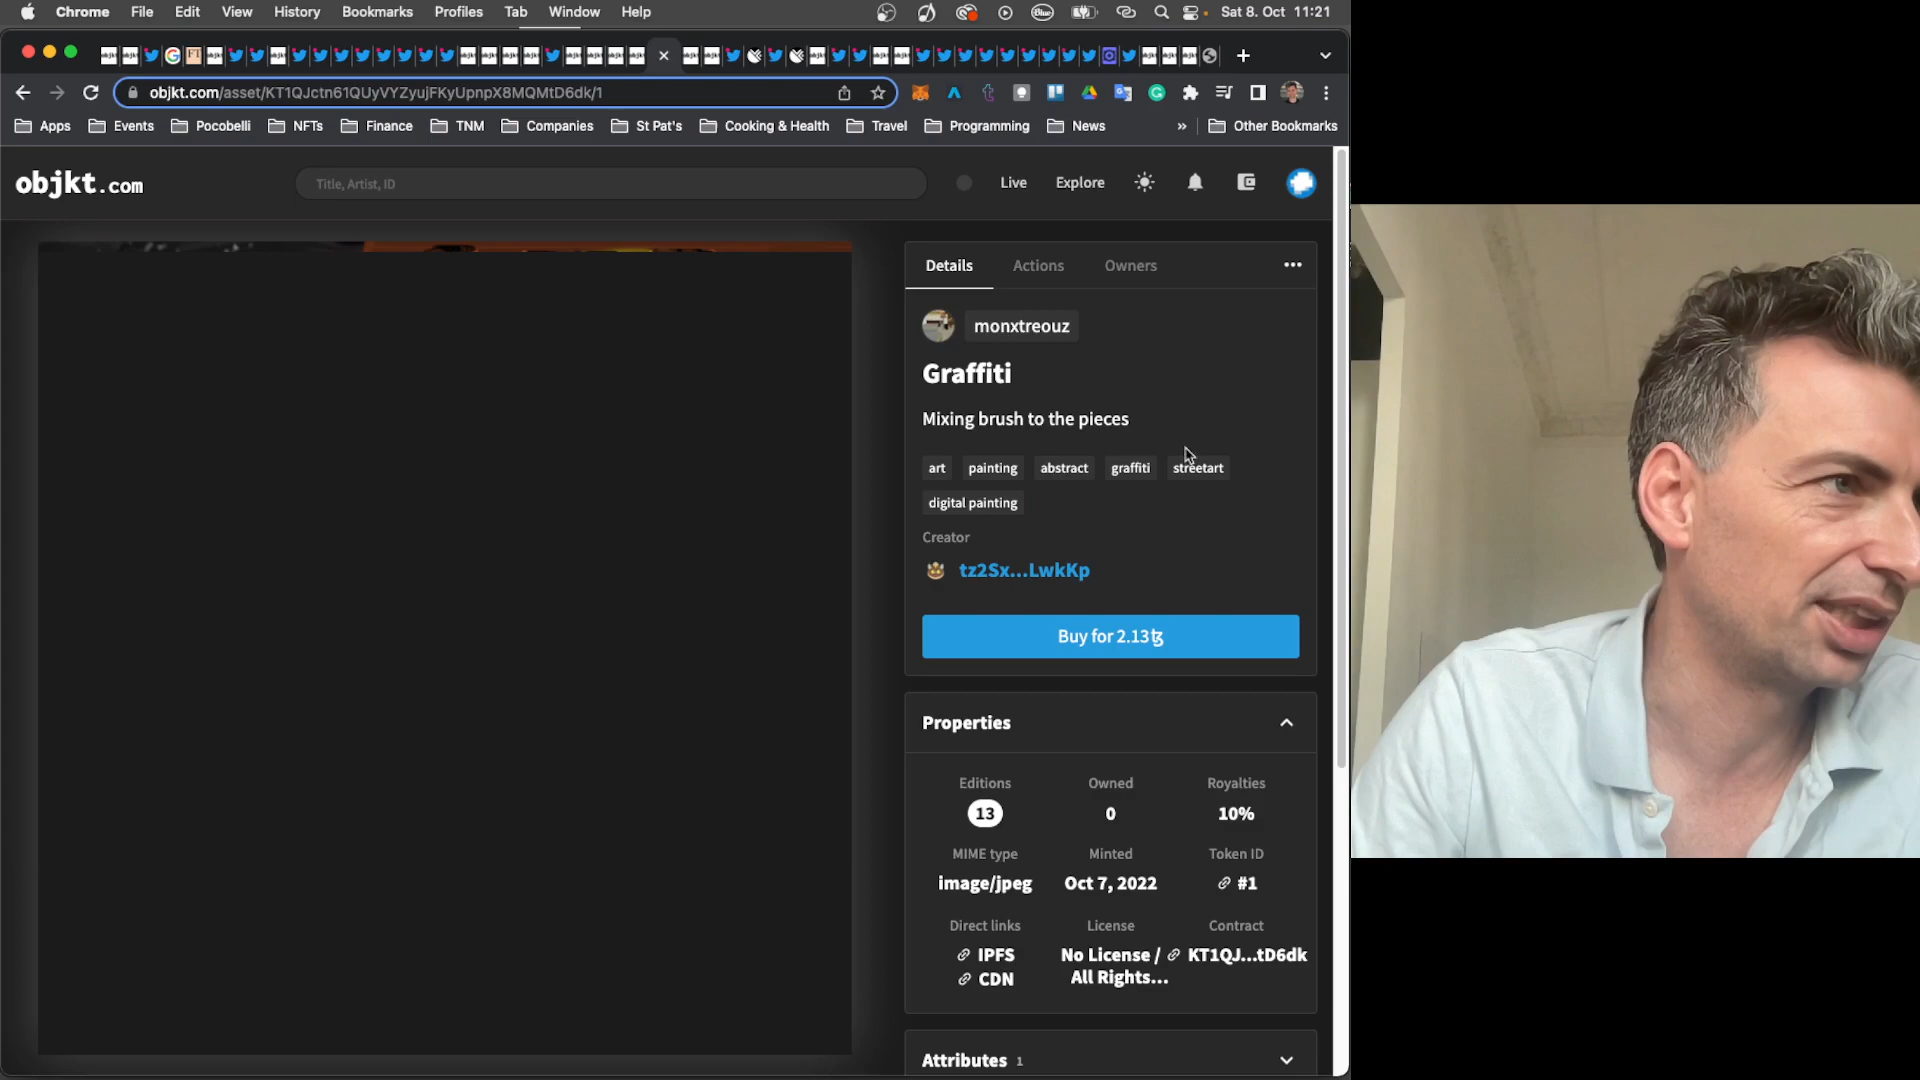 Chrome File Edit View History Bookmarks Profiles Tab Window Help Sat 8. Oct 11:21
objkt.com/asset/KT1QJctn61QUyVYZyujFKyUpnpX8MQMtD6dk/1
Apps Events Pocobelli NFTs Finance TNM Companies St Pat's Cooking & Health Travel Programming News » Other Bookmarks
objkt.com Title, Artist, ID Live Explore
Details Actions Owners
monxtreouz
Graffiti
Mixing brush to the pieces
art painting abstract graffiti streetart
digital painting
Creator
tz2Sx...LwkKp
Buy for 2.13ꜩ
Properties
Editions Owned Royalties
13 0 10%
MIME type Minted Token ID
image/jpeg Oct 7, 2022 #1
Direct links License Contract
IPFS No License / KT1QJ...tD6dk
CDN All Rights...
Attributes 1